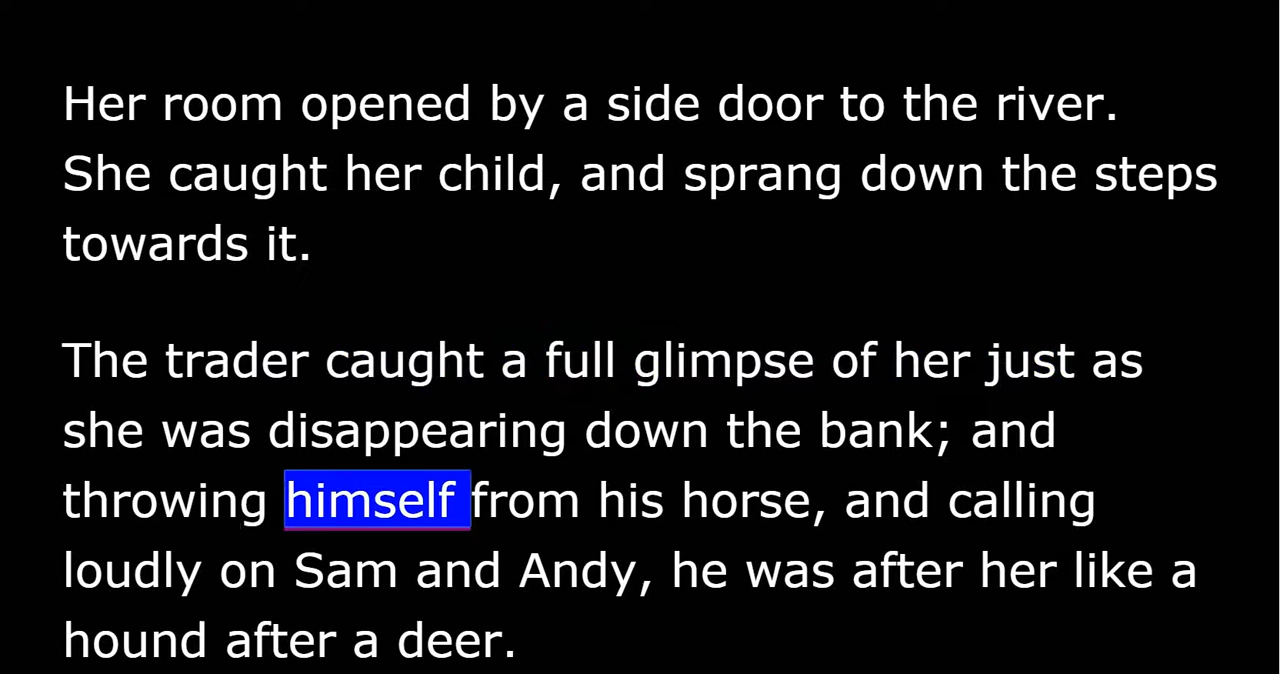 Her room opened by a side door to the river.
She caught her child, and sprang down the steps
towards it.
The trader caught a full glimpse of her just as
she was disappearing down the bank; and
throwing himself from his horse, and calling
loudly on Sam and Andy, he was after her like a
hound after a deer.